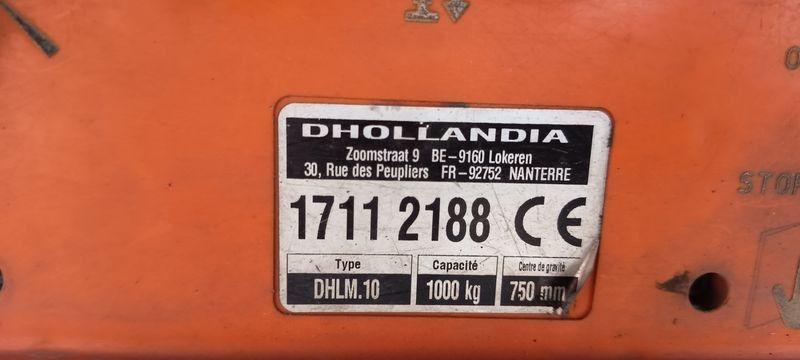 DHOLLANDIA
Zoomstraat 9 BE-9160 Lokeren
30, Rue des Peupliers FR-92752 NANTERRE
1711 2188 CE
Type Capacité Centre de gravité
DHLM.10 1000 kg 750 mm